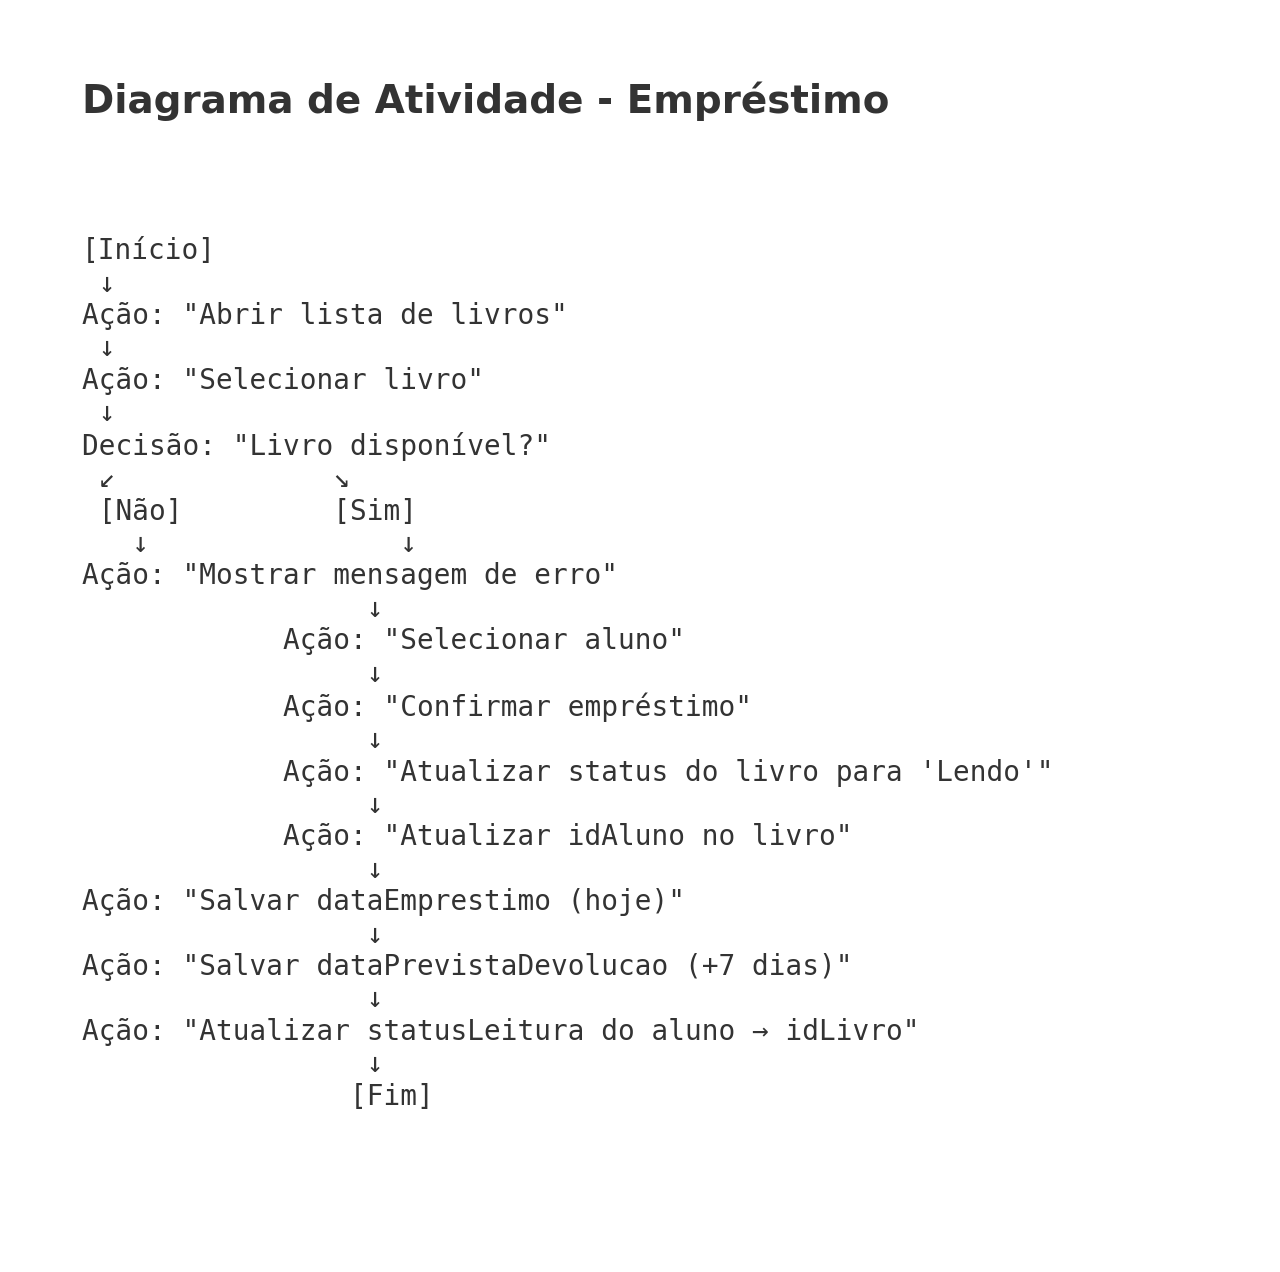 Diagrama de Atividade - Empréstimo
[Início]
↓
Ação: "Abrir lista de livros"
↓
Ação: "Selecionar livro"
↓
Decisão: "Livro disponível?"
↙ ↘
[Não] [Sim]
↓ ↓
Ação: "Mostrar mensagem de erro"
↓
Ação: "Selecionar aluno"
↓
Ação: "Confirmar empréstimo"
↓
Ação: "Atualizar status do livro para 'Lendo'"
↓
Ação: "Atualizar idAluno no livro"
↓
Ação: "Salvar dataEmprestimo (hoje)"
↓
Ação: "Salvar dataPrevistaDevolucao (+7 dias)"
↓
Ação: "Atualizar statusLeitura do aluno → idLivro"
↓
[Fim]